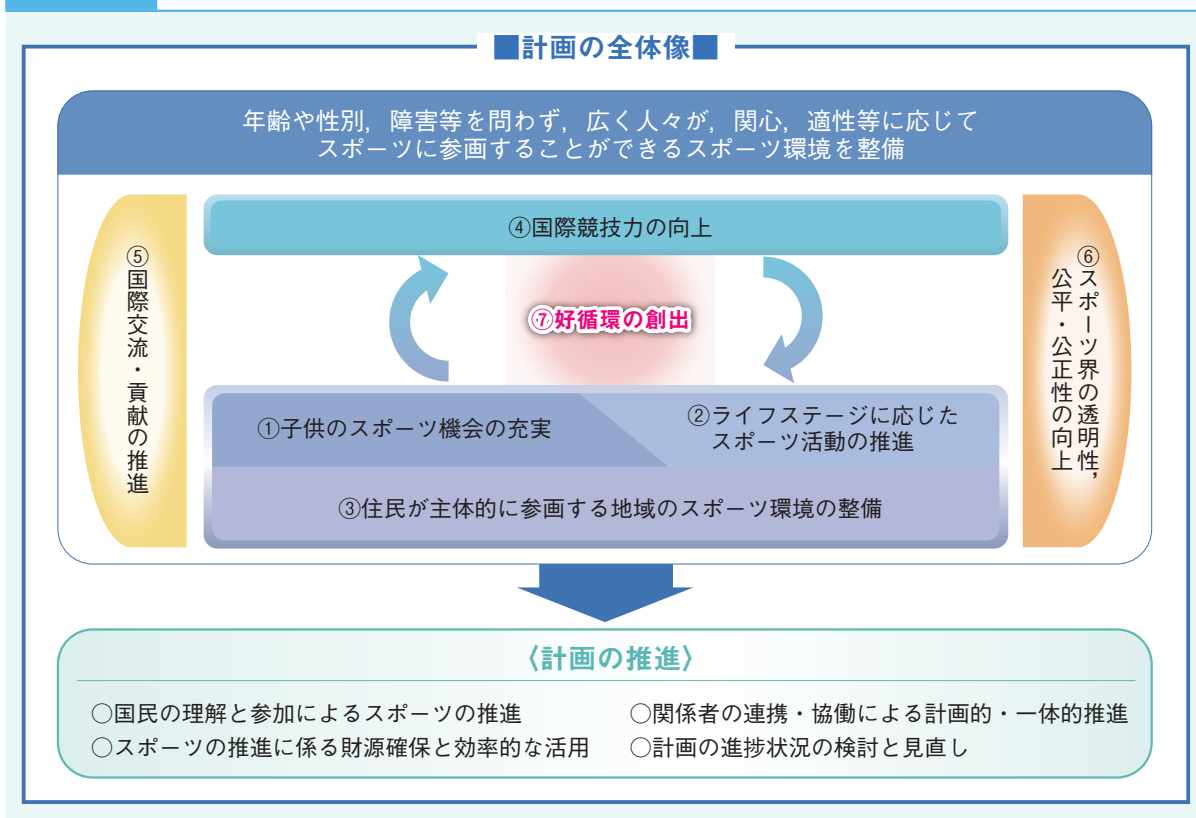 ■計画の全体像■
年齢や性別，障害等を問わず，広く人々が，関心，適性等に応じて
スポーツに参画することができるスポーツ環境を整備
④国際競技力の向上
⑤国際交流・貢献の推進
⑥スポーツ界の透明性，
公平・公正性の向上
⑦好循環の創出
①子供のスポーツ機会の充実
②ライフステージに応じた
スポーツ活動の推進
③住民が主体的に参画する地域のスポーツ環境の整備
〈計画の推進〉
○国民の理解と参加によるスポーツの推進
○関係者の連携・協働による計画的・一体的推進
○スポーツの推進に係る財源確保と効率的な活用
○計画の進捗状況の検討と見直し